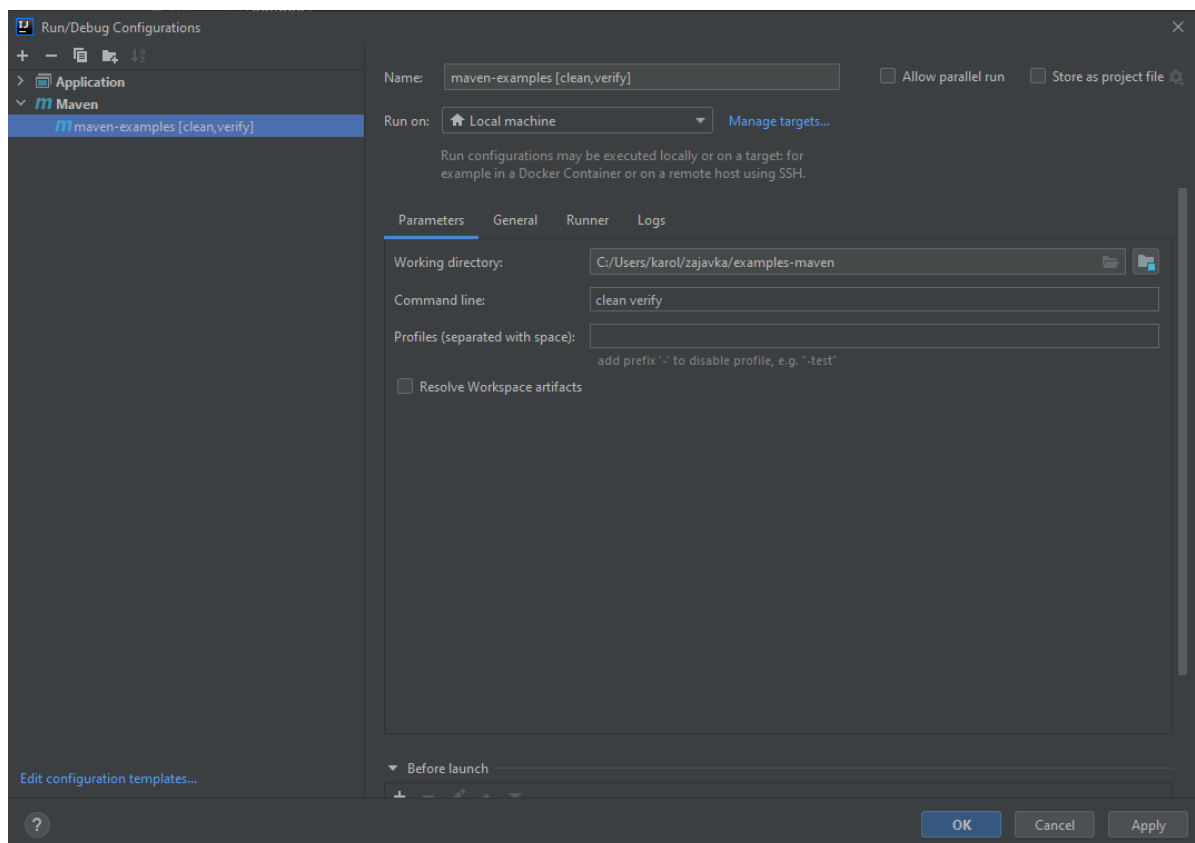 Run/Debug Configurations
Application
Maven
maven-examples [clean,verify]
Edit configuration templates...
Name: maven-examples [clean,verify] Allow parallel run Store as project file
Run on: Local machine Manage targets...
Run configurations may be executed locally or on a target: for
example in a Docker Container or on a remote host using SSH.
Parameters General Runner Logs
Working directory: C:/Users/karol/zajavka/examples-maven
Command line: clean verify
Profiles (separated with space):
add prefix '-' to disable profile, e.g. "-test"
Resolve Workspace artifacts
Before launch
? OK Cancel Apply